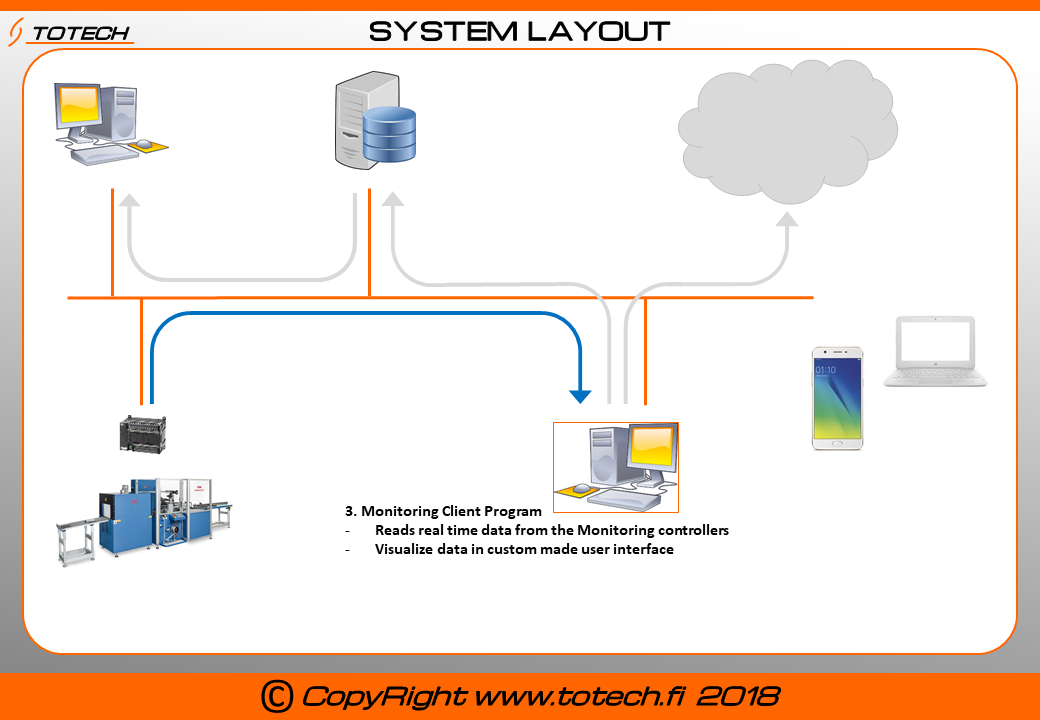 SYSTEM LAYOUT
TOTECH
01:10
3. Monitoring Client Program
- Reads real time data from the Monitoring controllers
- Visualize data in custom made user interface
© CopyRight www.totech.fi 2018